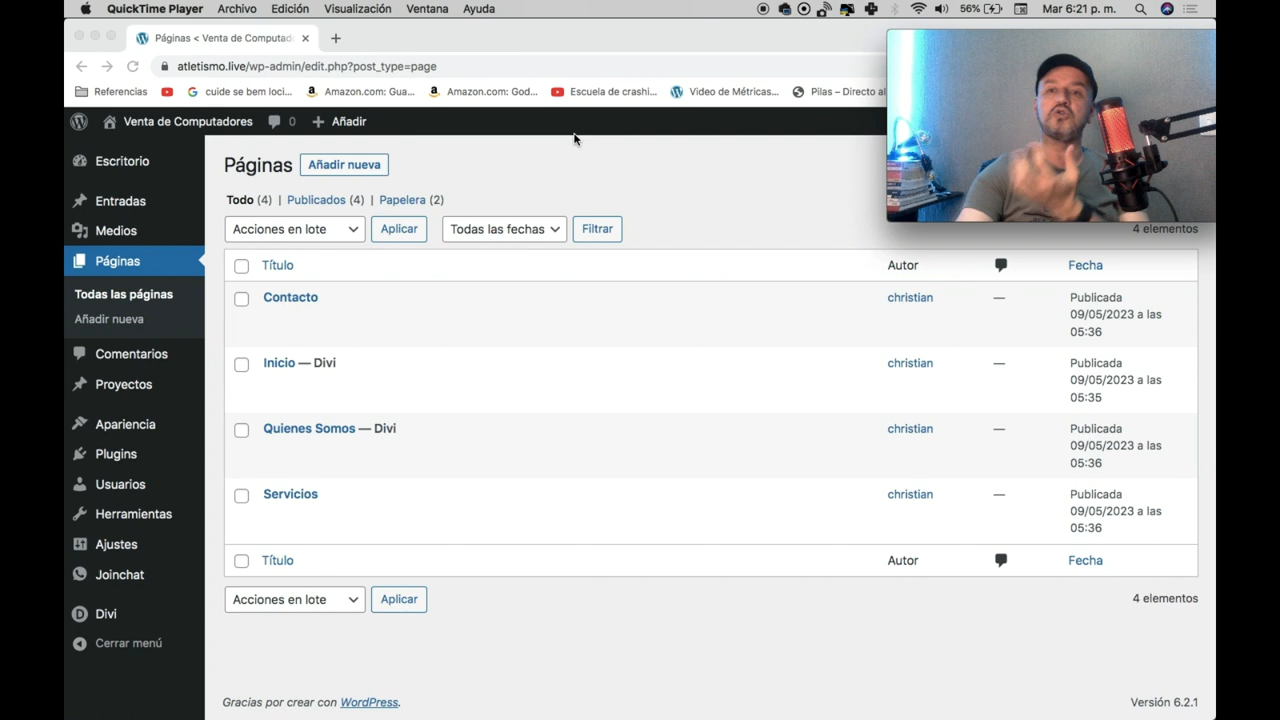 QuickTime Player Archivo Edición Visualización Ventana Ayuda 56% Mar 6:21 p. m.
Páginas < Venta de Computad
atletismo.live/wp-admin/edit.php?post_type=page
Referencias cuide se bem loci... Amazon.com: Gua... Amazon.com: God... Escuela de crashi... Video de Métricas... Pilas – Directo al
Venta de Computadores 0 Añadir
Escritorio
Entradas
Medios
Páginas
Todas las páginas
Añadir nueva
Comentarios
Proyectos
Apariencia
Plugins
Usuarios
Herramientas
Ajustes
Joinchat
Divi
Cerrar menú
Páginas Añadir nueva
Todo (4) | Publicados (4) | Papelera (2)
Acciones en lote Aplicar Todas las fechas Filtrar 4 elementos
Título Autor Fecha
Contacto christian — Publicada
09/05/2023 a las
05:36
Inicio — Divi christian — Publicada
09/05/2023 a las
05:35
Quienes Somos — Divi christian — Publicada
09/05/2023 a las
05:36
Servicios christian — Publicada
09/05/2023 a las
05:36
Título Autor Fecha
Acciones en lote Aplicar 4 elementos
Gracias por crear con WordPress. Versión 6.2.1